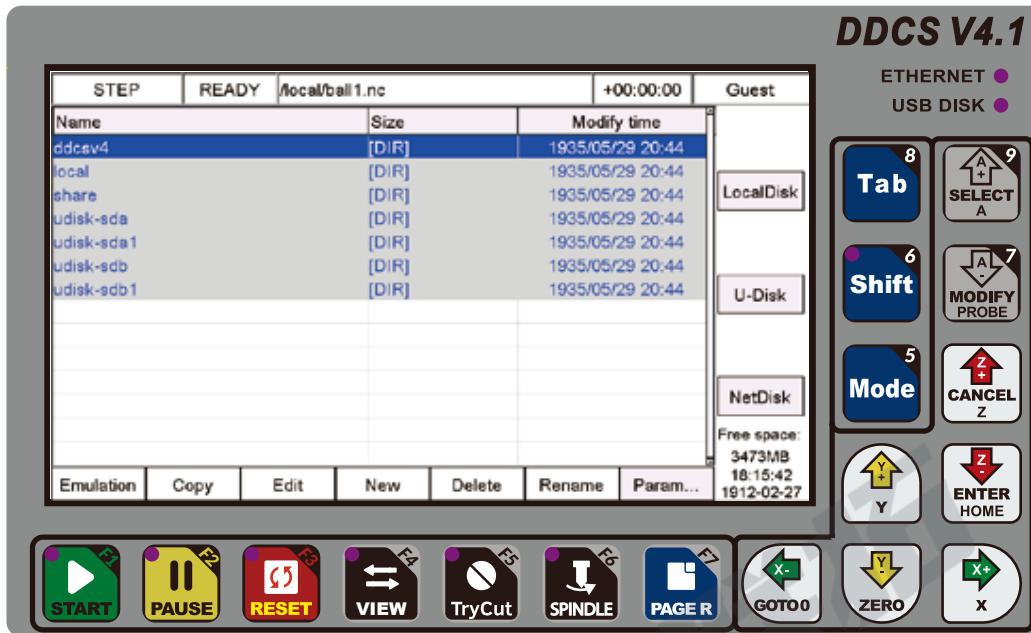 DDCS V4.1
ETHERNET
USB DISK
STEP READY /local/ball1.nc +00:00:00 Guest
Name Size Modify time
ddcsv4 [DIR] 1935/05/29 20:44
local [DIR] 1935/05/29 20:44
share [DIR] 1935/05/29 20:44
udisk-sda [DIR] 1935/05/29 20:44
udisk-sda1 [DIR] 1935/05/29 20:44
udisk-sdb [DIR] 1935/05/29 20:44
udisk-sdb1 [DIR] 1935/05/29 20:44
LocalDisk
U-Disk
NetDisk
Free space:
3473MB
18:15:42
1912-02-27
Emulation Copy Edit New Delete Rename Param...
8
Tab
A+ 9
SELECT
A
6
Shift
A- 7
MODIFY
PROBE
5
Mode
Z+
CANCEL
Z
Y+
Y
Z-
ENTER
HOME
F1
START
F2
PAUSE
F3
RESET
F4
VIEW
F5
TryCut
F6
SPINDLE
F7
PAGE R
X-
GOTO 0
Y-
ZERO
X+
X